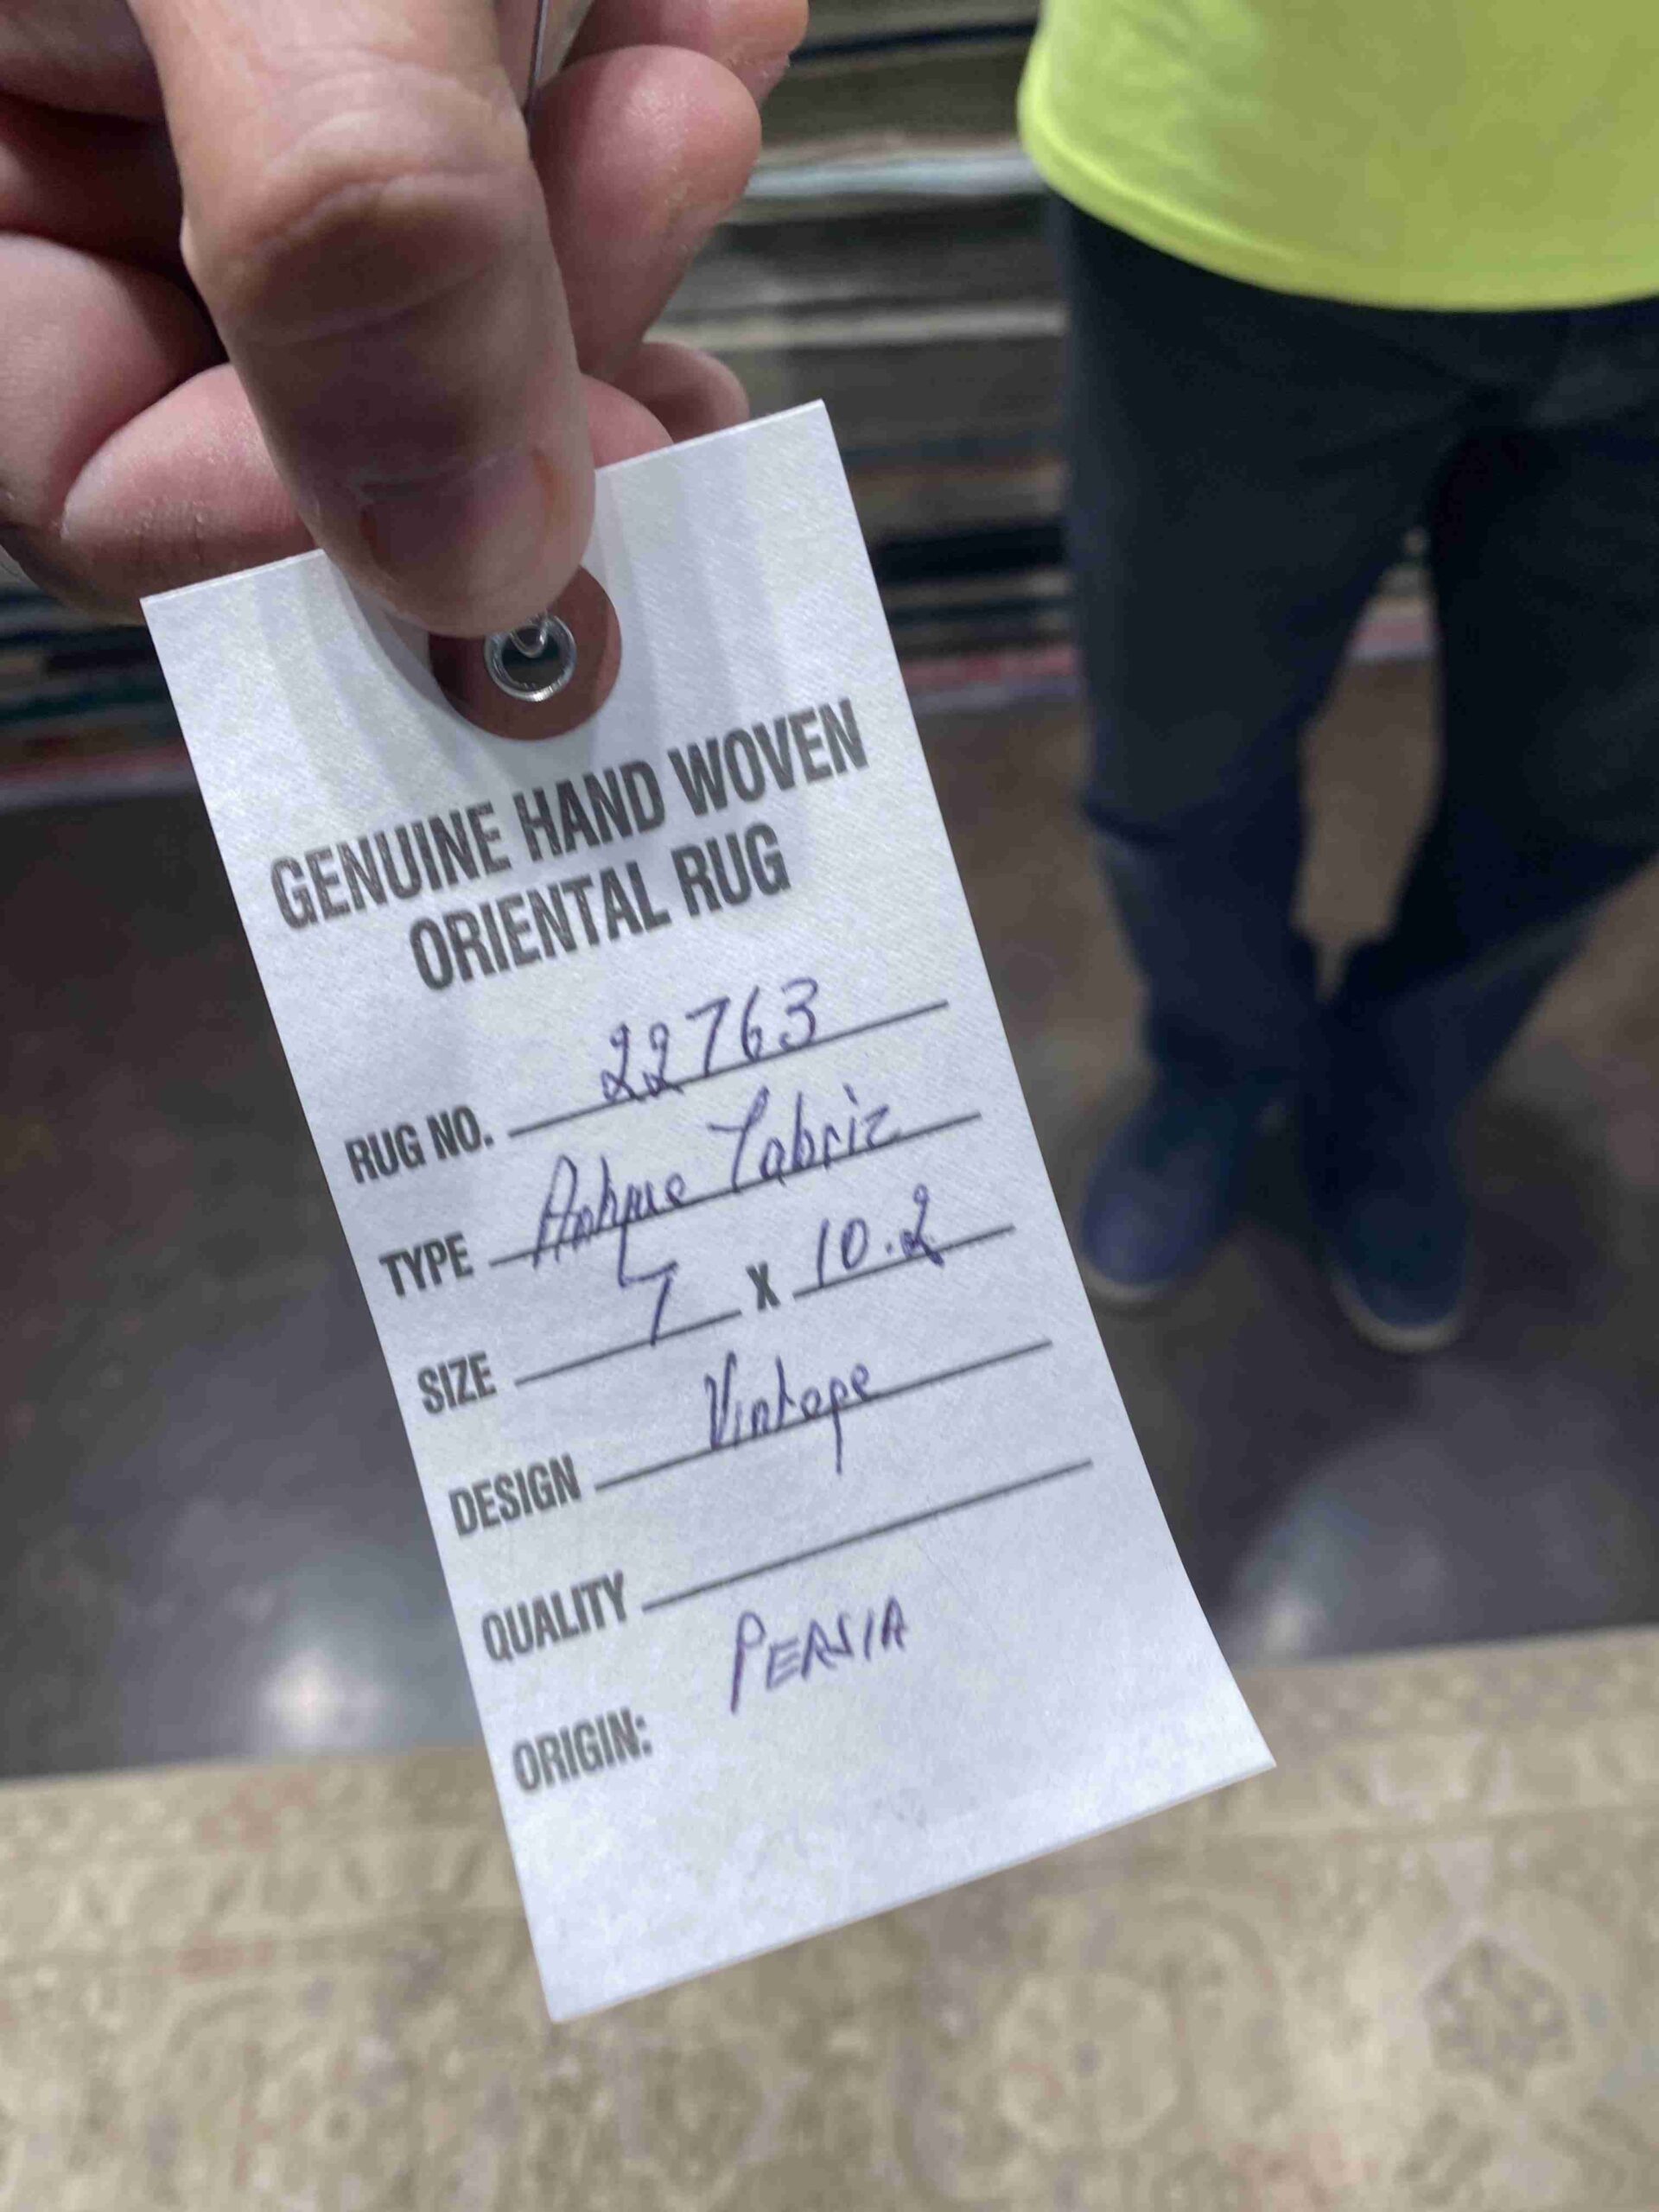 GENUINE HAND WOVEN
ORIENTAL RUG
RUG NO. 22763
TYPE Antique Tabriz
SIZE 7 X 10.2
DESIGN Vintage
QUALITY
ORIGIN: PERSIA